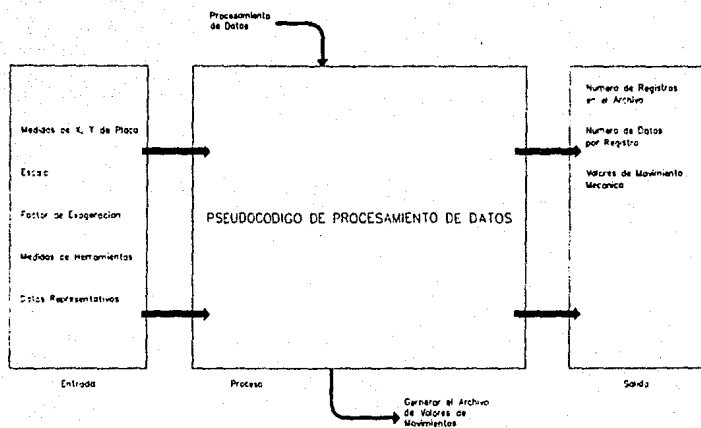 Procesamiento
de Datos
Medidas de X, Y de Placa
Escala
Factor de Exageracion
Medidas de Herramientas
Datos Representativos
Entrada
PSEUDOCODIGO DE PROCESAMIENTO DE DATOS
Proceso
Numero de Registros
en el Archivo
Numero de Datos
por Registro
Valores de Movimiento
Mecanico
Salida
Generar el Archivo
de Valores de
Movimientos